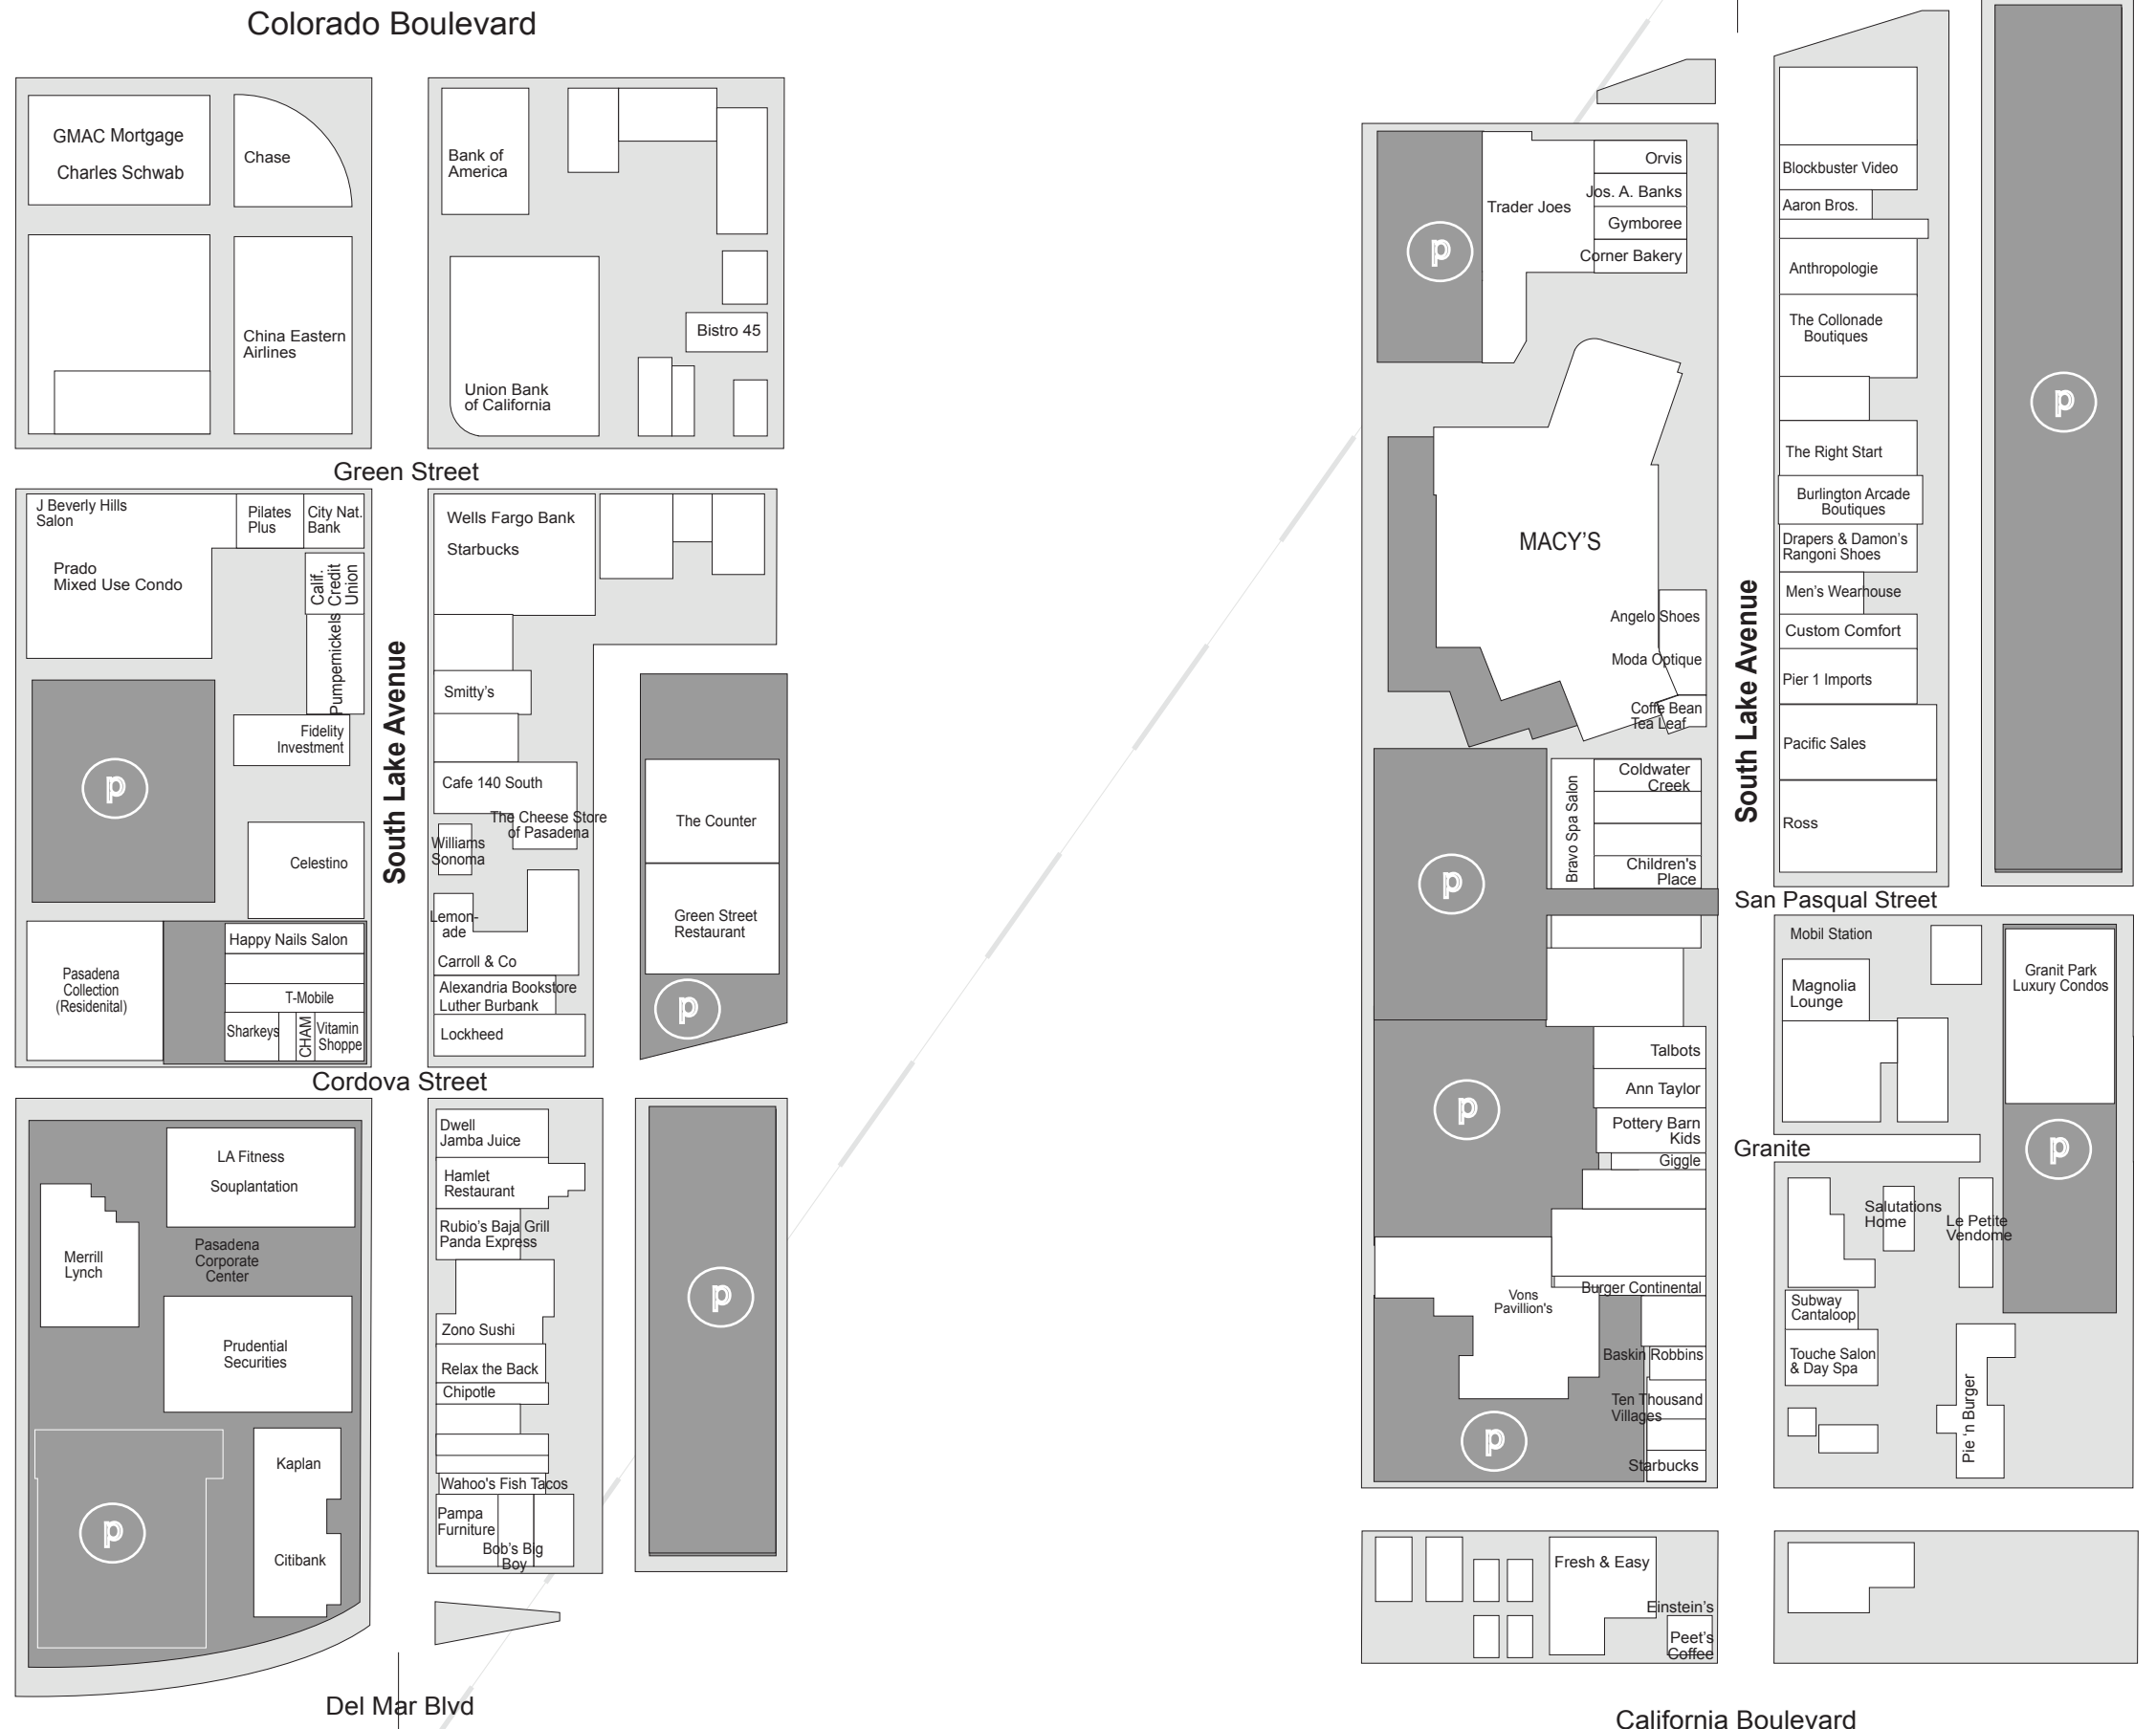 Colorado Boulevard
GMAC Mortgage
Charles Schwab
Chase
China Eastern
Airlines
Bank of
America
Bistro 45
Union Bank
of California
Green Street
J Beverly Hills
Salon
Prado
Mixed Use Condo
Pilates
Plus
City Nat.
Bank
Calif.
Credit
Union
Pumpernickels
Fidelity
Investment
p
Celestino
Pasadena
Collection
(Residenital)
Happy Nails Salon
T-Mobile
Sharkeys
CHAM
Vitamin
Shoppe
South Lake Avenue
Wells Fargo Bank
Starbucks
Smitty's
Cafe 140 South
The Cheese Store
of Pasadena
Williams
Sonoma
Lemon-
ade
Carroll & Co
Alexandria Bookstore
Luther Burbank
Lockheed
The Counter
Green Street
Restaurant
p
Cordova Street
LA Fitness
Souplantation
Merrill
Lynch
Pasadena
Corporate
Center
Prudential
Securities
Kaplan
Citibank
p
Dwell
Jamba Juice
Hamlet
Restaurant
Rubio's Baja Grill
Panda Express
Zono Sushi
Relax the Back
Chipotle
Wahoo's Fish Tacos
Pampa
Furniture
Bob's Big
Boy
p
Del Mar Blvd
p
Trader Joes
Orvis
Jos. A. Banks
Gymboree
Corner Bakery
MACY'S
Angelo Shoes
Moda Optique
Coffe Bean
Tea Leaf
p
Bravo Spa Salon
Coldwater
Creek
Children's
Place
p
Talbots
Ann Taylor
Pottery Barn
Kids
Giggle
Burger Continental
Vons
Pavillion's
Baskin Robbins
Ten Thousand
Villages
Starbucks
p
South Lake Avenue
Blockbuster Video
Aaron Bros.
Anthropologie
The Collonade
Boutiques
The Right Start
Burlington Arcade
Boutiques
Drapers & Damon's
Rangoni Shoes
Men's Wearhouse
Custom Comfort
Pier 1 Imports
Pacific Sales
Ross
p
San Pasqual Street
Mobil Station
Magnolia
Lounge
Granit Park
Luxury Condos
p
Granite
Salutations
Home
Le Petite
Vendome
Subway
Cantaloop
Touche Salon
& Day Spa
Pie 'n Burger
Fresh & Easy
Einstein's
Peet's
Coffee
California Boulevard